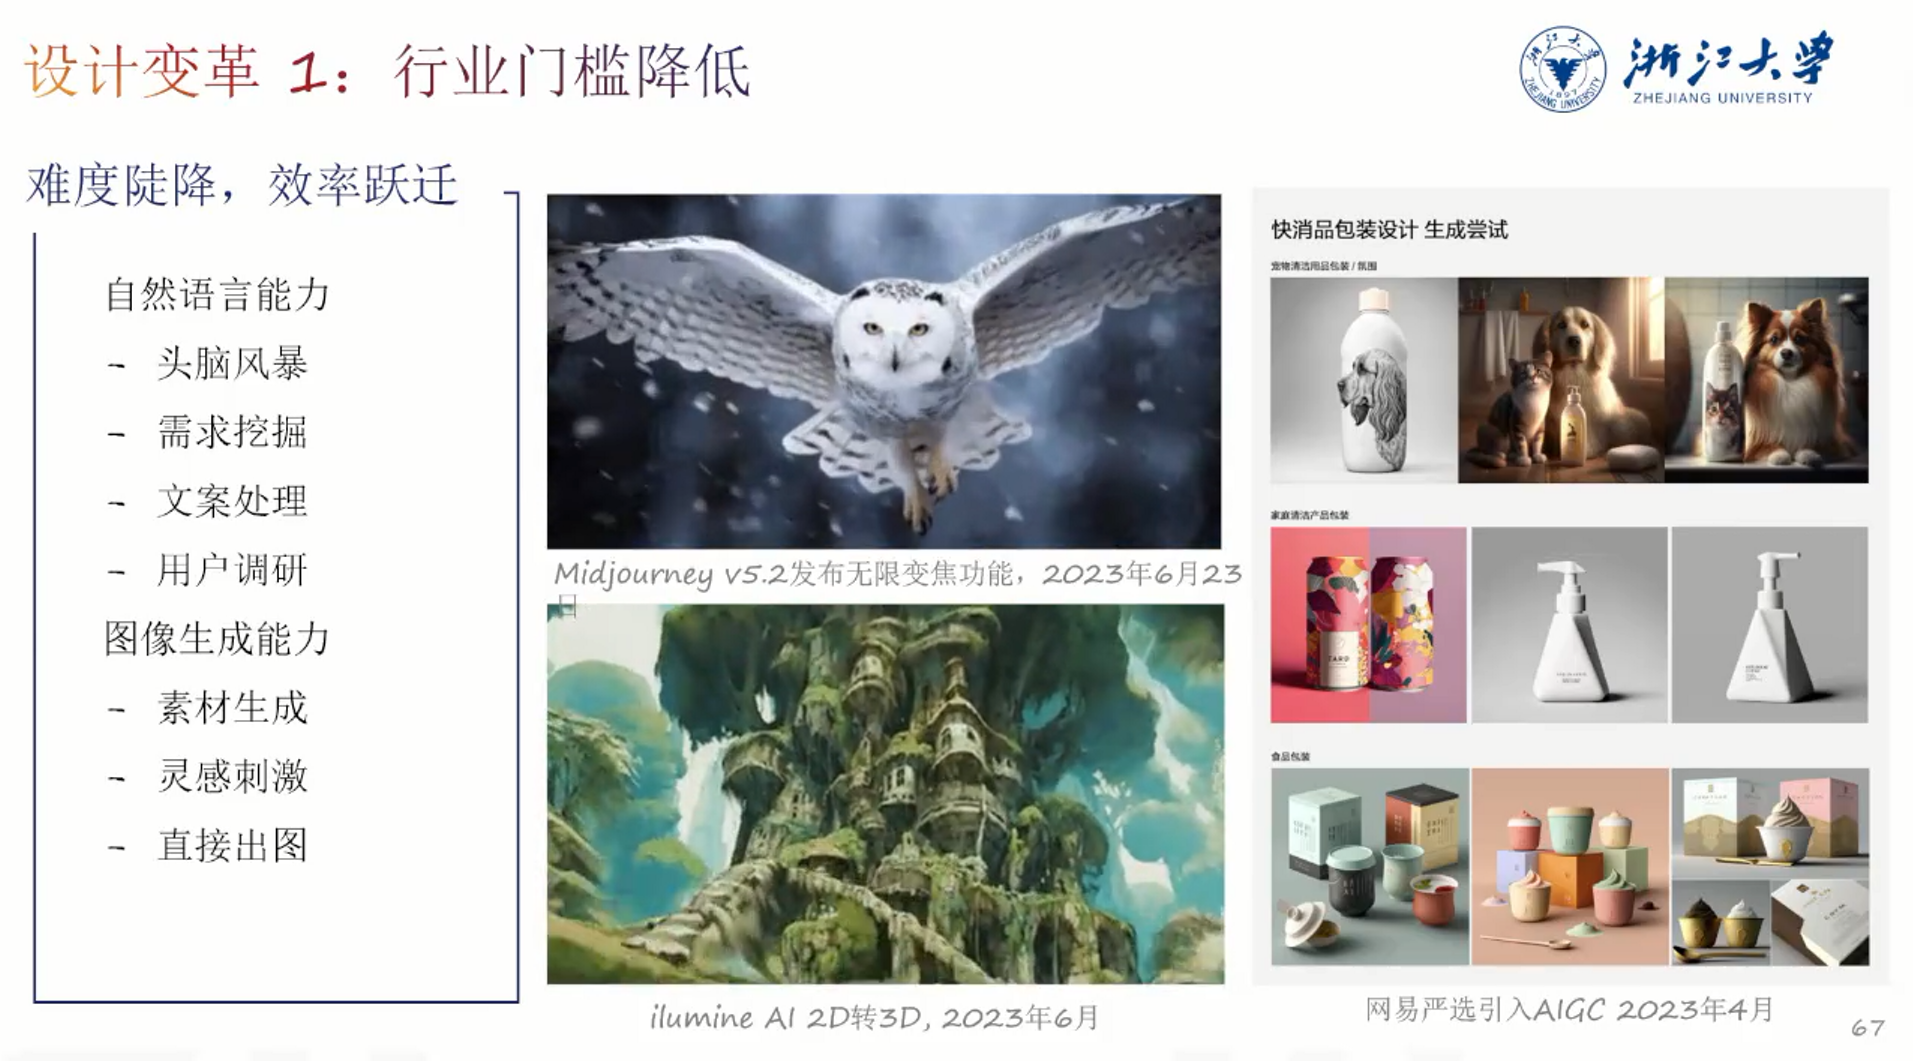 设计变革 1：行业门槛降低
浙江大学
ZHEJIANG UNIVERSITY
难度陡降，效率跃迁
自然语言能力
- 头脑风暴
- 需求挖掘
- 文案处理
- 用户调研
图像生成能力
- 素材生成
- 灵感刺激
- 直接出图
Midjourney v5.2发布无限变焦功能，2023年6月23
日
ilumine AI 2D转3D, 2023年6月
快消品包装设计 生成尝试
宠物清洁用品包装 / 氛围
家庭清洁产品包装
食品包装
网易严选引入AIGC 2023年4月
67